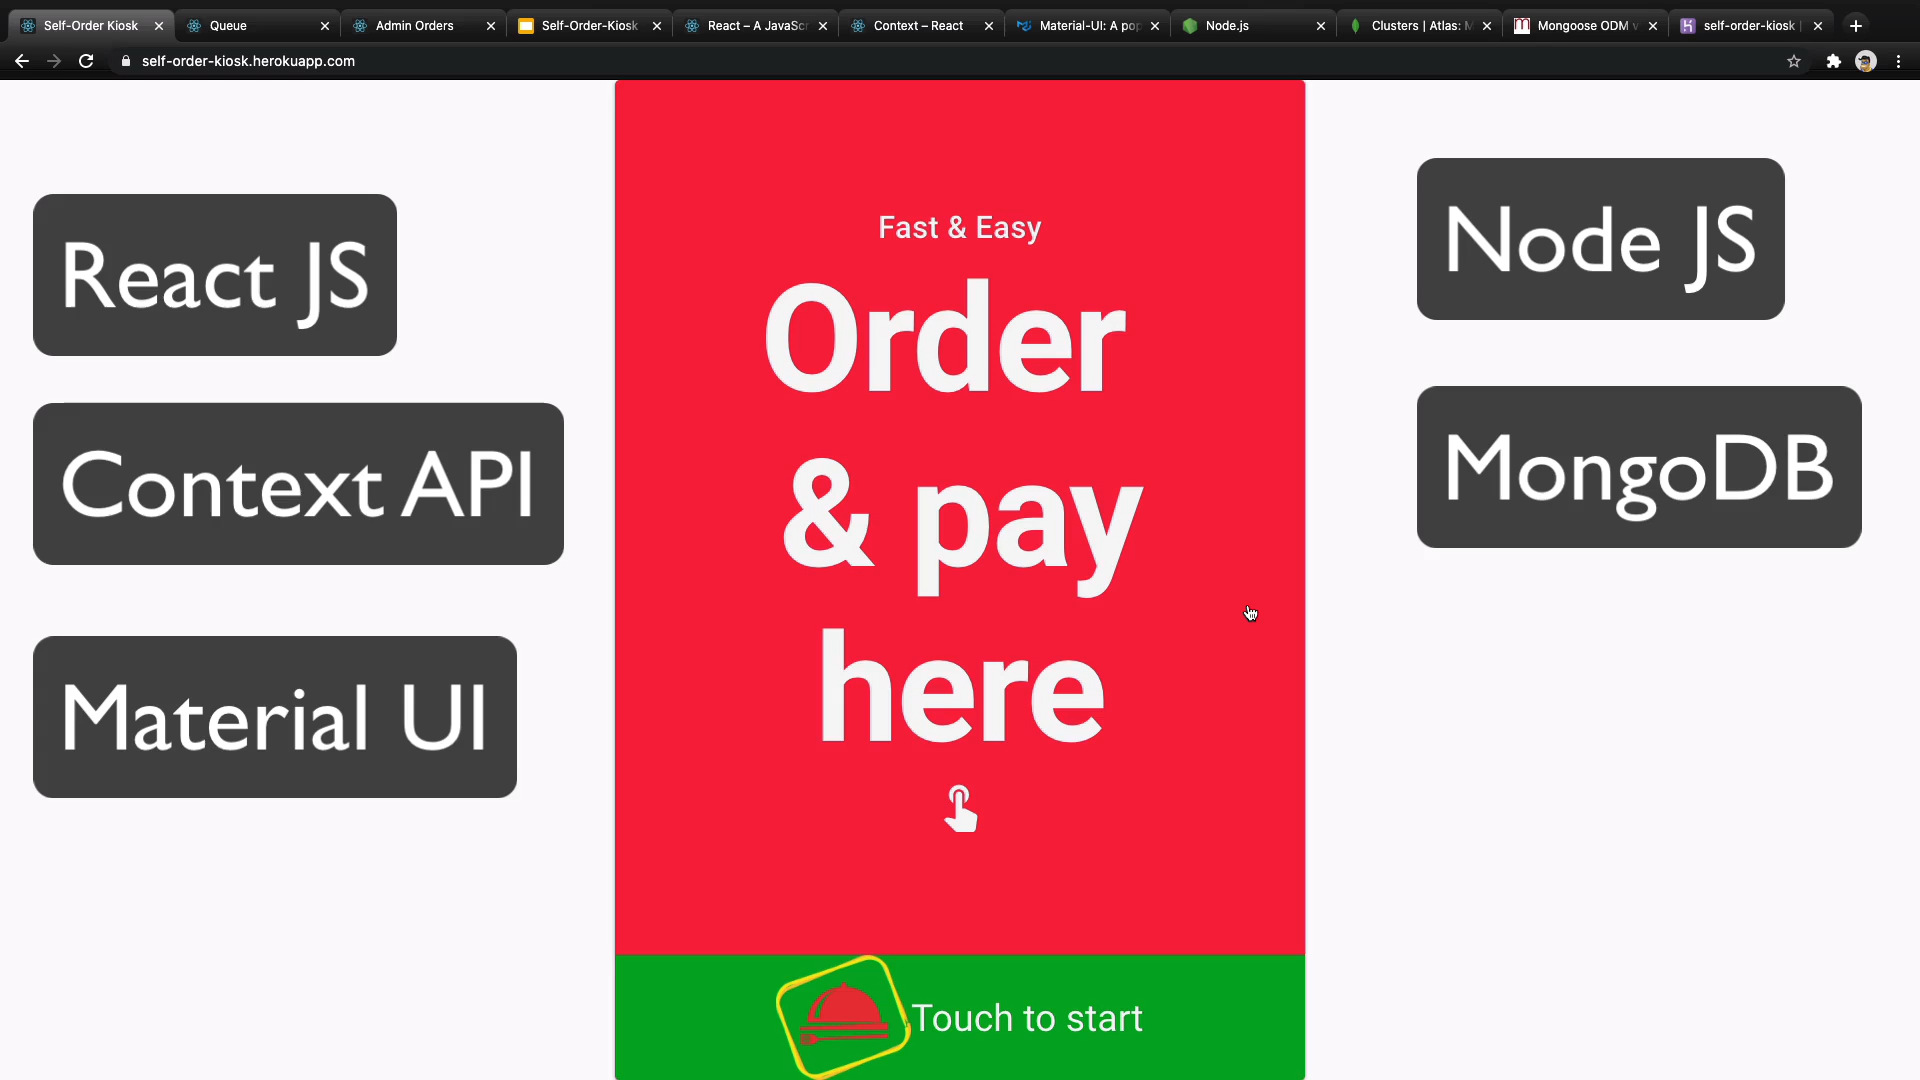 Self-Order Kiosk
Queue
Admin Orders
Self-Order-Kiosk
React – A JavaScr
Context – React
Material-UI: A pop
Node.js
Clusters | Atlas: M
Mongoose ODM v
self-order-kiosk |
self-order-kiosk.herokuapp.com
React JS
Context API
Material UI
Fast & Easy
Order
& pay
here
Touch to start
Node JS
MongoDB